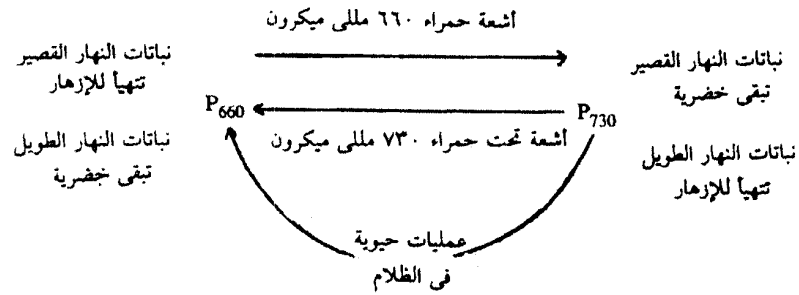 أشعة حمراء ٦٦٠ مللى ميكرون
نباتات النهار القصير
تتهيأ للإزهار
نباتات النهار القصير
تبقى خضرية
P660
P730
أشعة تحت حمراء ٧٣٠ مللى ميكرون
نباتات النهار الطويل
تبقى خضرية
نباتات النهار الطويل
تتهيأ للإزهار
عمليات حيوية
فى الظلام